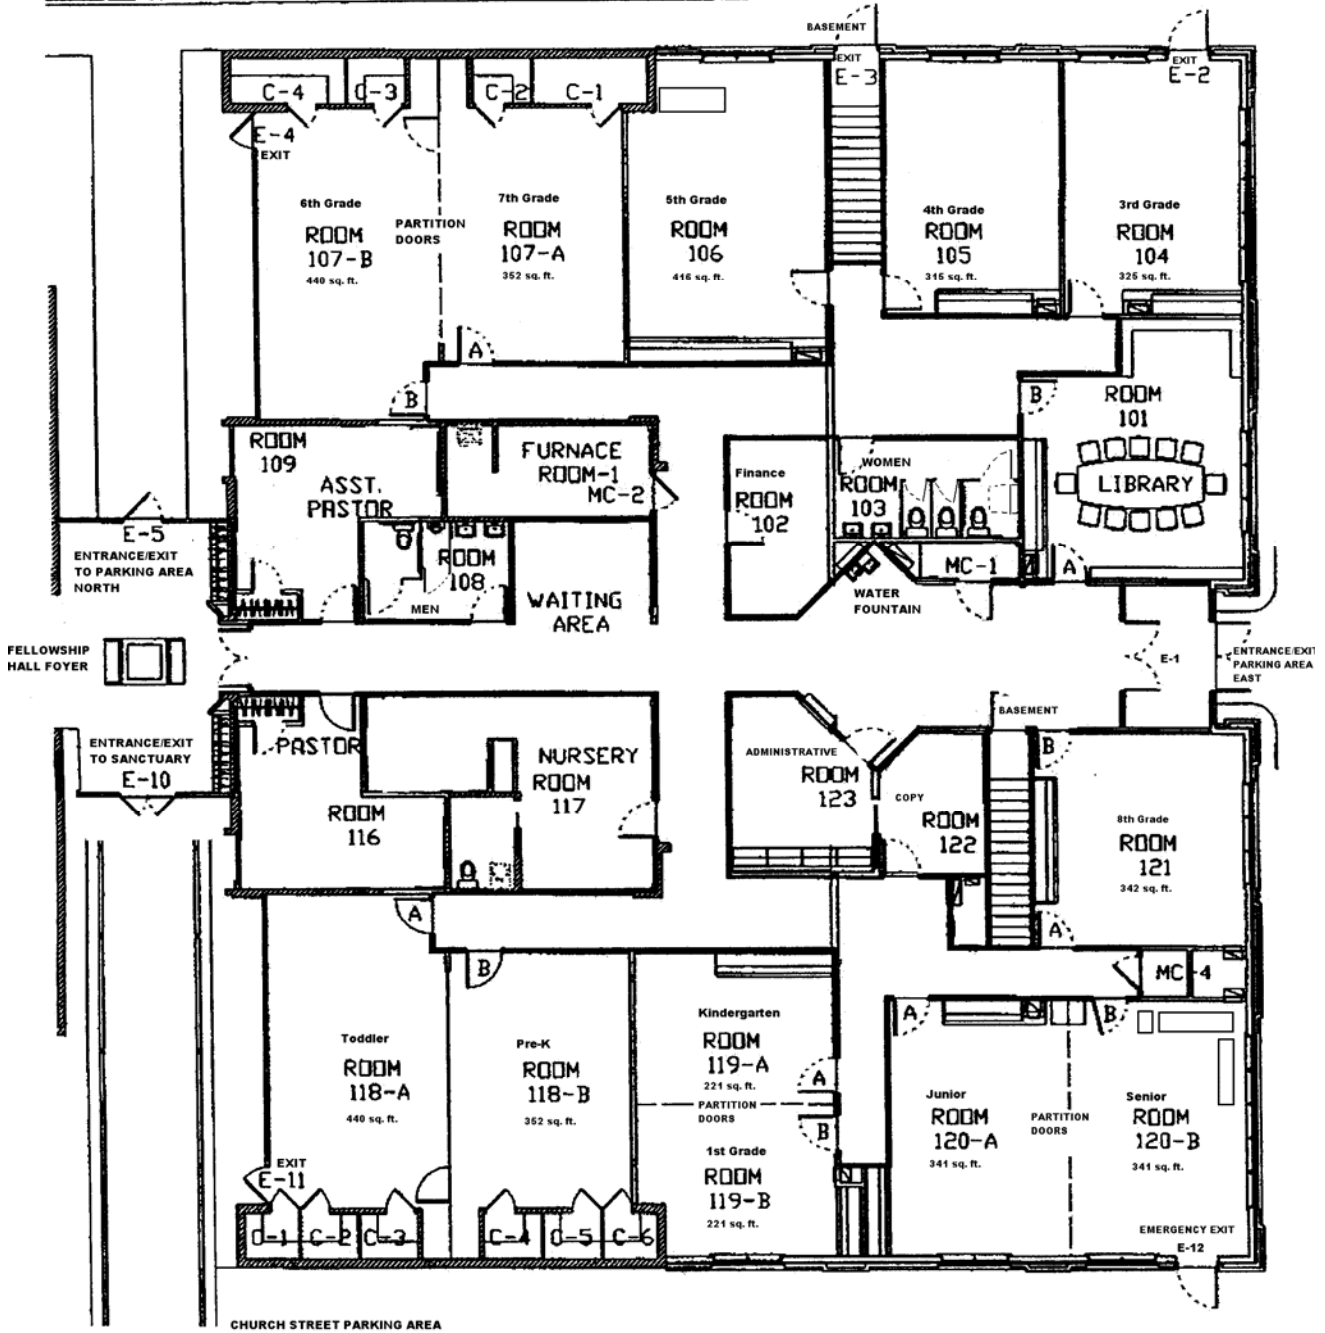 BASEMENT
EXIT
E-3
EXIT
E-2
C-4
C-3
C-2
C-1
E-4
EXIT
6th Grade
ROOM
107-B
440 sq. ft.
PARTITION
DOORS
7th Grade
ROOM
107-A
352 sq. ft.
5th Grade
ROOM
106
416 sq. ft.
4th Grade
ROOM
105
315 sq. ft.
3rd Grade
ROOM
104
325 sq. ft.
A
B
B
ROOM
101
LIBRARY
A
ROOM
109
ASST.
PASTOR
FURNACE
ROOM-1
MC-2
Finance
ROOM
102
WOMEN
ROOM
103
MC-1
WATER
FOUNTAIN
E-5
ENTRANCE/EXIT
TO PARKING AREA
NORTH
ROOM
108
MEN
WAITING
AREA
FELLOWSHIP
HALL FOYER
E-1
ENTRANCE/EXIT
PARKING AREA
EAST
ENTRANCE/EXIT
TO SANCTUARY
E-10
PASTOR
ROOM
116
NURSERY
ROOM
117
ADMINISTRATIVE
ROOM
123
COPY
ROOM
122
BASEMENT
B
8th Grade
ROOM
121
342 sq. ft.
A
MC-4
A
B
Toddler
ROOM
118-A
440 sq. ft.
Pre-K
ROOM
118-B
352 sq. ft.
Kindergarten
ROOM
119-A
221 sq. ft.
A
PARTITION
DOORS
B
1st Grade
ROOM
119-B
221 sq. ft.
A
B
Junior
ROOM
120-A
341 sq. ft.
PARTITION
DOORS
Senior
ROOM
120-B
341 sq. ft.
EXIT
E-11
C-1
C-2
C-3
C-4
C-5
C-6
EMERGENCY EXIT
E-12
CHURCH STREET PARKING AREA